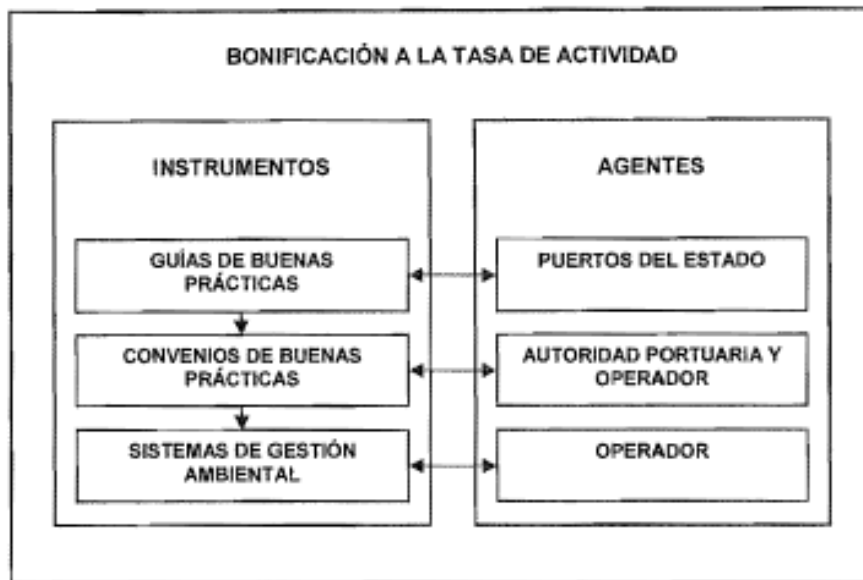 BONIFICACIÓN A LA TASA DE ACTIVIDAD
INSTRUMENTOS
GUÍAS DE BUENAS
PRÁCTICAS
CONVENIOS DE BUENAS
PRÁCTICAS
SISTEMAS DE GESTIÓN
AMBIENTAL
AGENTES
PUERTOS DEL ESTADO
AUTORIDAD PORTUARIA Y
OPERADOR
OPERADOR